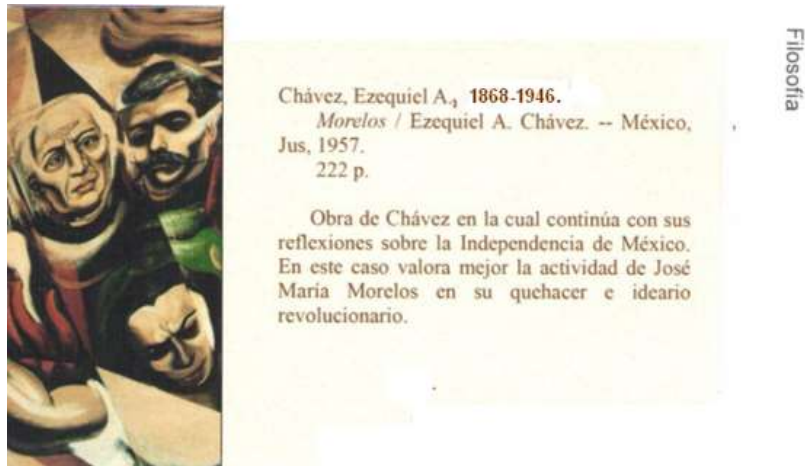 Chávez, Ezequiel A., 1868-1946.
Morelos / Ezequiel A. Chávez. -- México,
Jus, 1957.
222 p.
Obra de Chávez en la cual continúa con sus
reflexiones sobre la Independencia de México.
En este caso valora mejor la actividad de José
María Morelos en su quehacer e ideario
revolucionario.
Filosofía